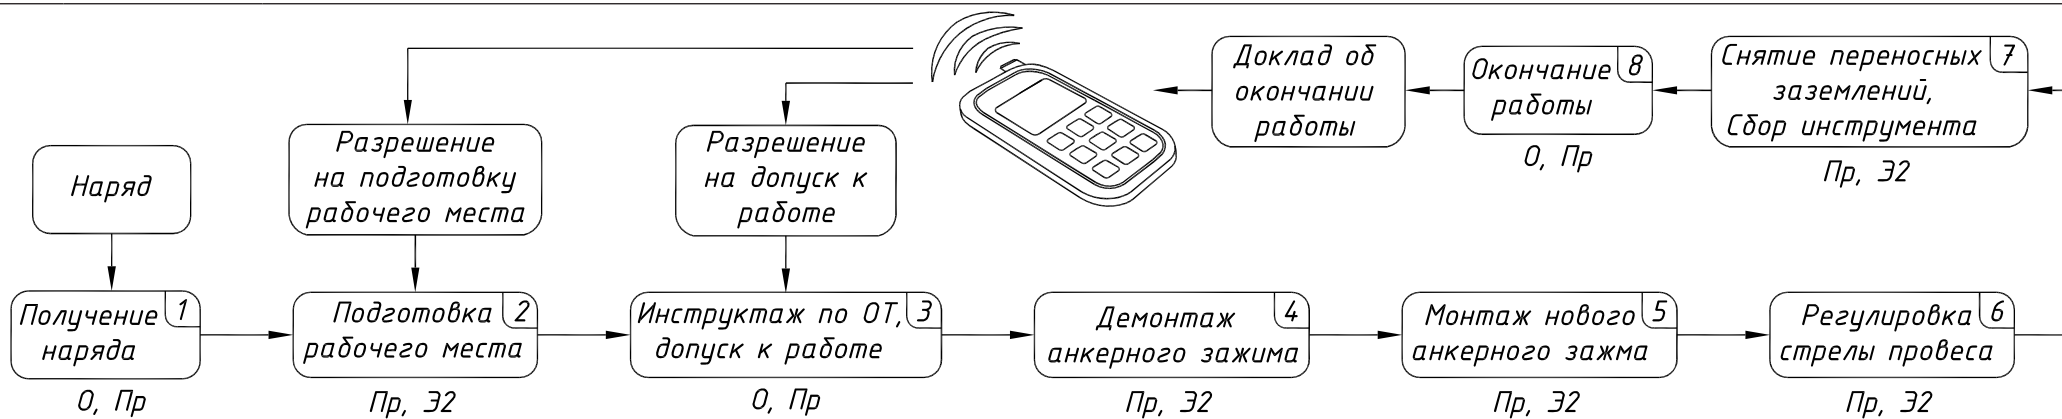 Наряд
Разрешение
на подготовку
рабочего места
Разрешение
на допуск к
работе
Доклад об
окончании
работы
Окончание 8
работы
О, Пр
Снятие переносных 7
заземлений,
Сбор инструмента
Пр, Э2
Получение 1
наряда
О, Пр
Подготовка 2
рабочего места
Пр, Э2
Инструктаж по ОТ, 3
допуск к работе
О, Пр
Демонтаж 4
анкерного зажима
Пр, Э2
Монтаж нового 5
анкерного зажма
Пр, Э2
Регулировка 6
стрелы провеса
Пр, Э2